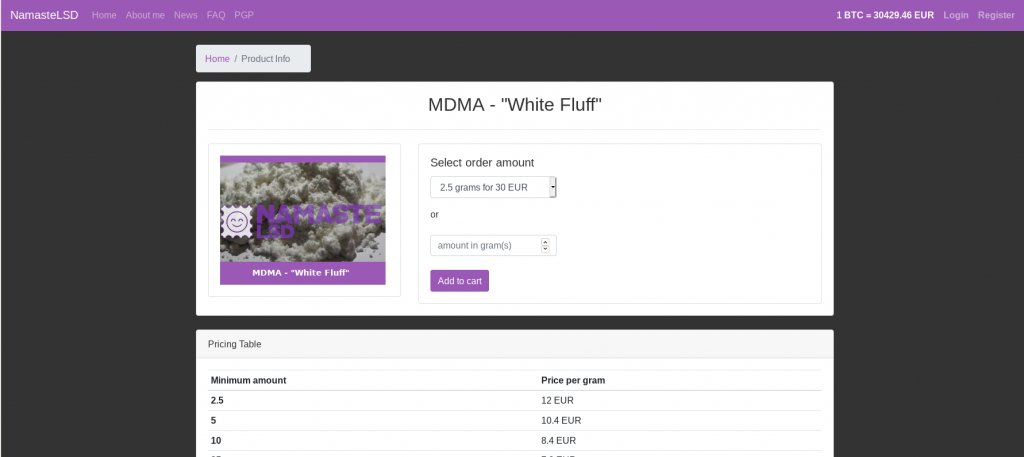 NamasteLSD Home About me News FAQ PGP 1 BTC = 30429.46 EUR Login Register
Home / Product Info
MDMA - "White Fluff"
NAMASTE
LSD
MDMA - "White Fluff"
Select order amount
2.5 grams for 30 EUR
or
amount in gram(s)
Add to cart
Pricing Table
Minimum amount Price per gram
2.5 12 EUR
5 10.4 EUR
10 8.4 EUR